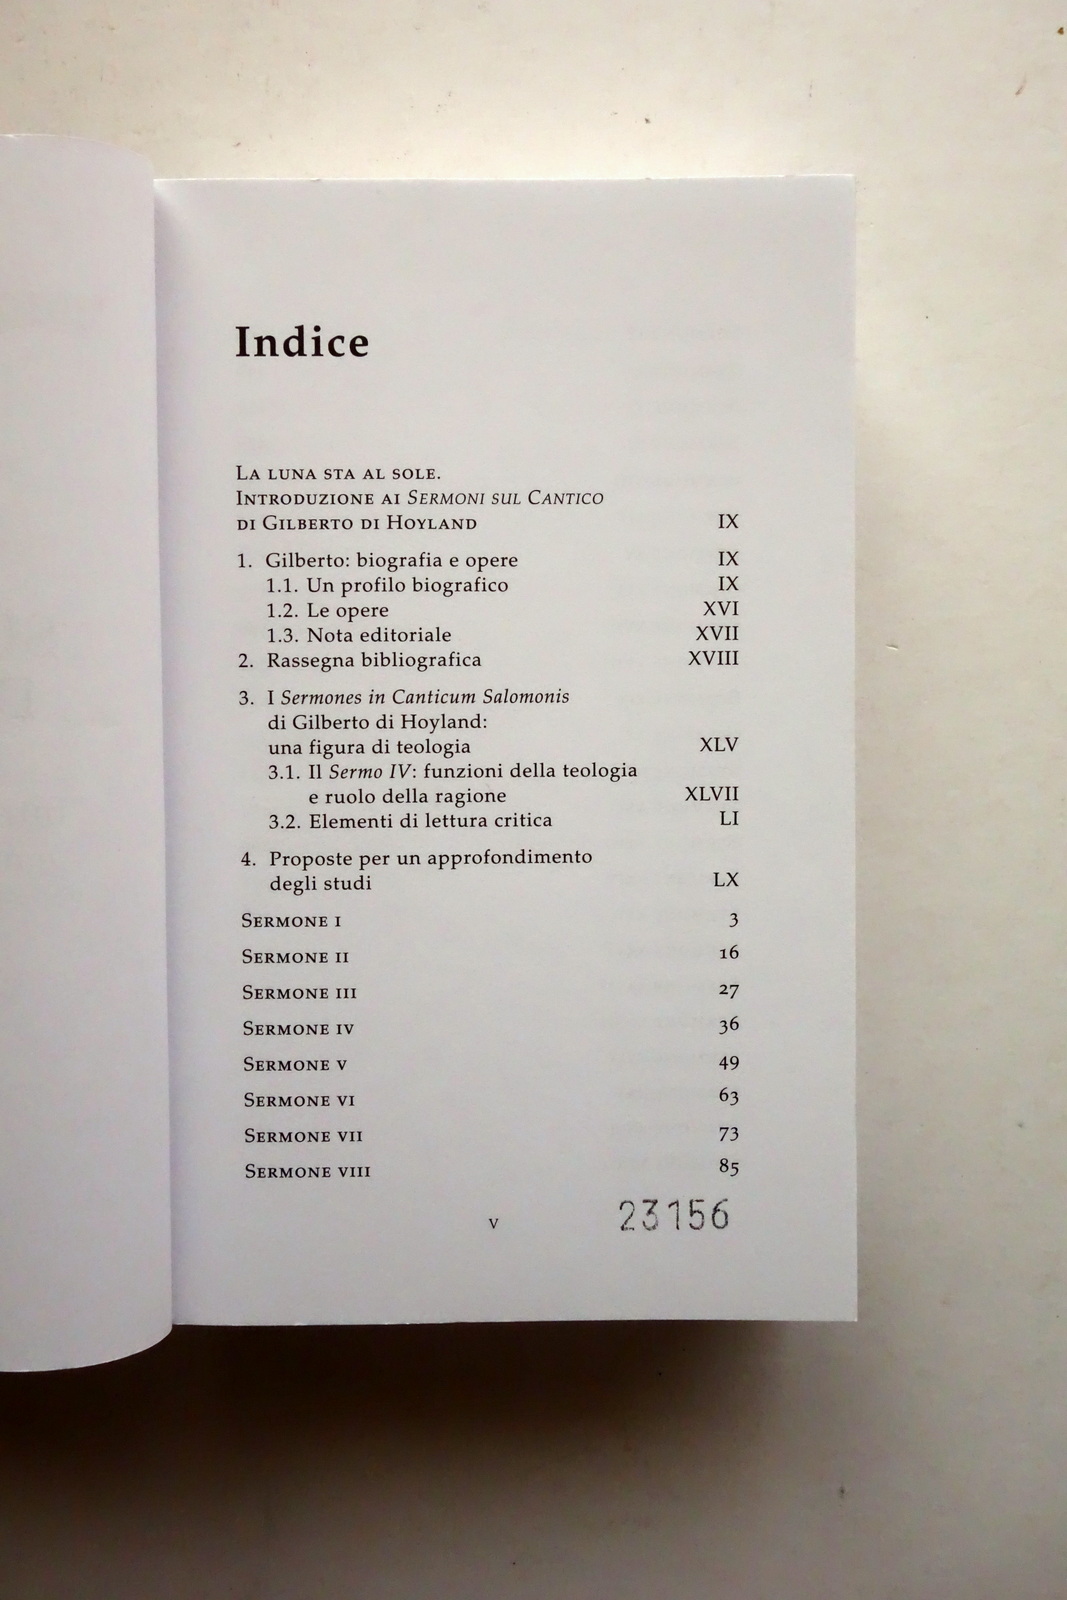 Indice
La luna sta al sole.
Introduzione ai Sermoni sul Cantico
di Gilberto di Hoyland IX
1. Gilberto: biografia e opere IX
1.1. Un profilo biografico IX
1.2. Le opere XVI
1.3. Nota editoriale XVII
2. Rassegna bibliografica XVIII
3. I Sermones in Canticum Salomonis
di Gilberto di Hoyland:
una figura di teologia XLV
3.1. Il Sermo IV: funzioni della teologia
e ruolo della ragione XLVII
3.2. Elementi di lettura critica LI
4. Proposte per un approfondimento
degli studi LX
Sermone I 3
Sermone II 16
Sermone III 27
Sermone IV 36
Sermone V 49
Sermone VI 63
Sermone VII 73
Sermone VIII 85
V 23156